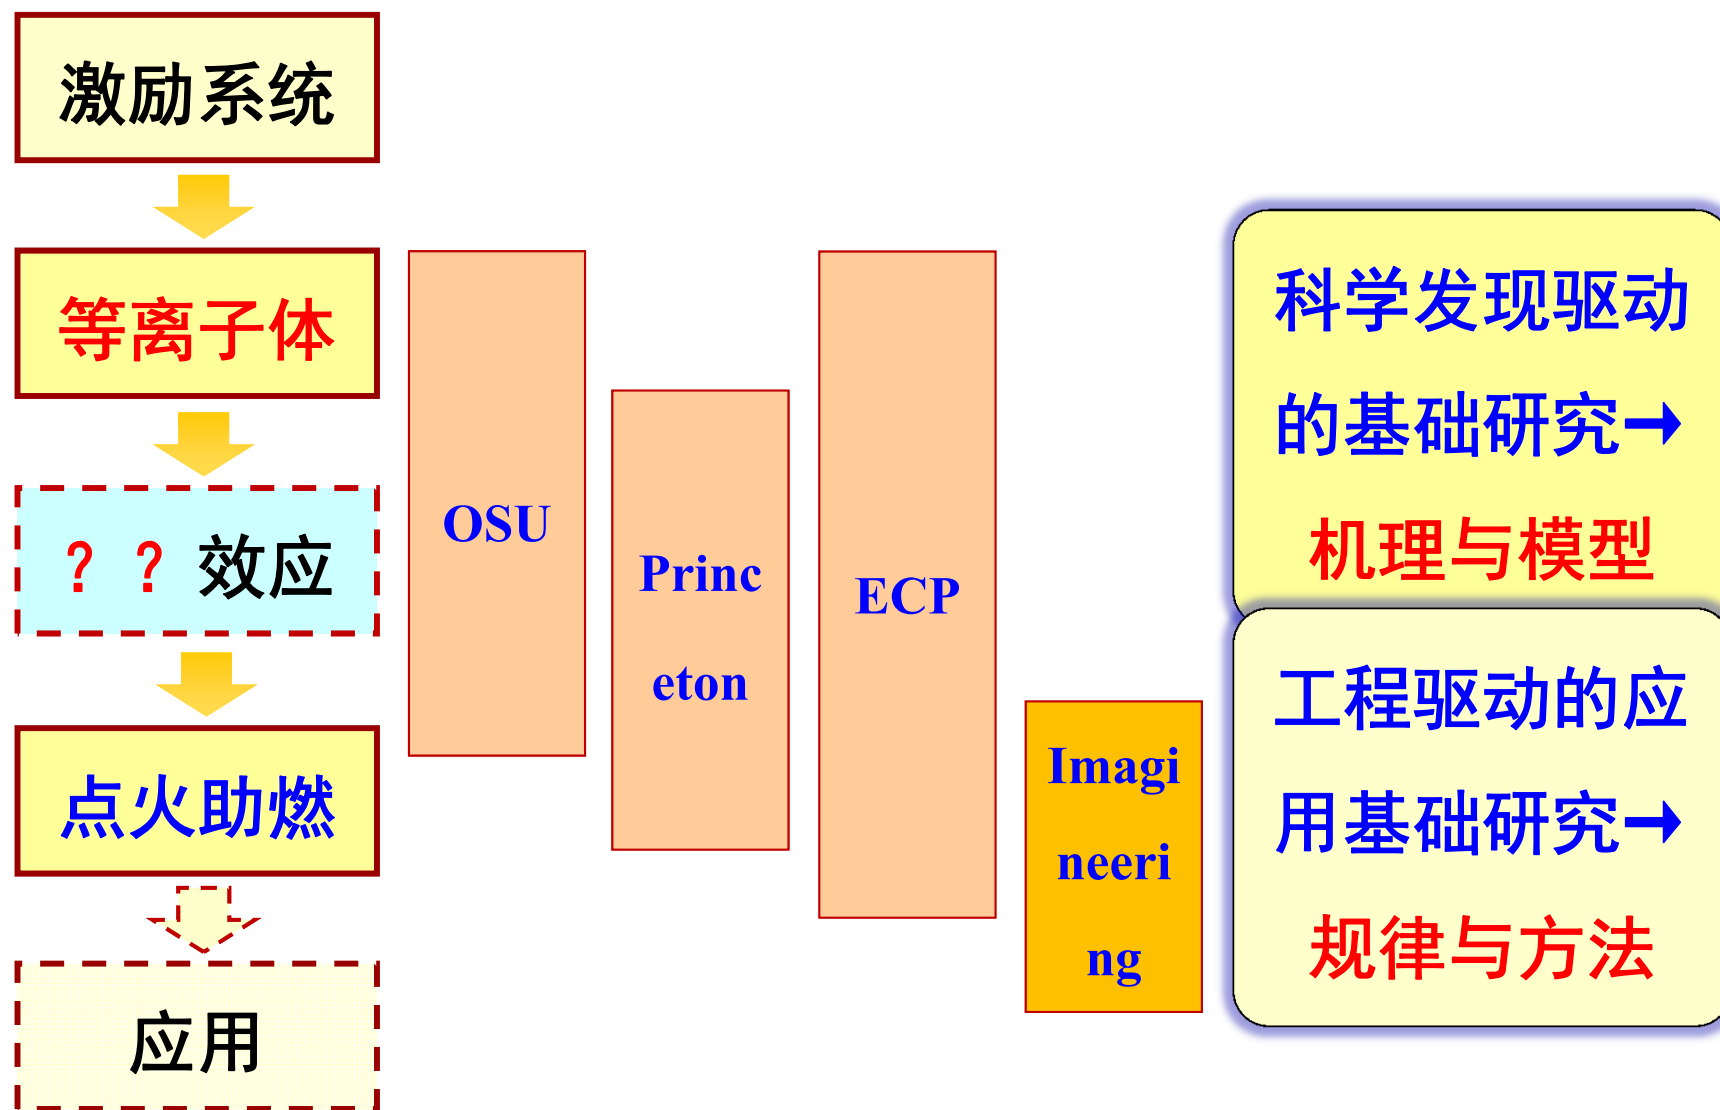 激励系统
等离子体
？？效应
点火助燃
应用
OSU
Princ
eton
ECP
Imagi
neeri
ng
科学发现驱动
的基础研究→
机理与模型
工程驱动的应
用基础研究→
规律与方法